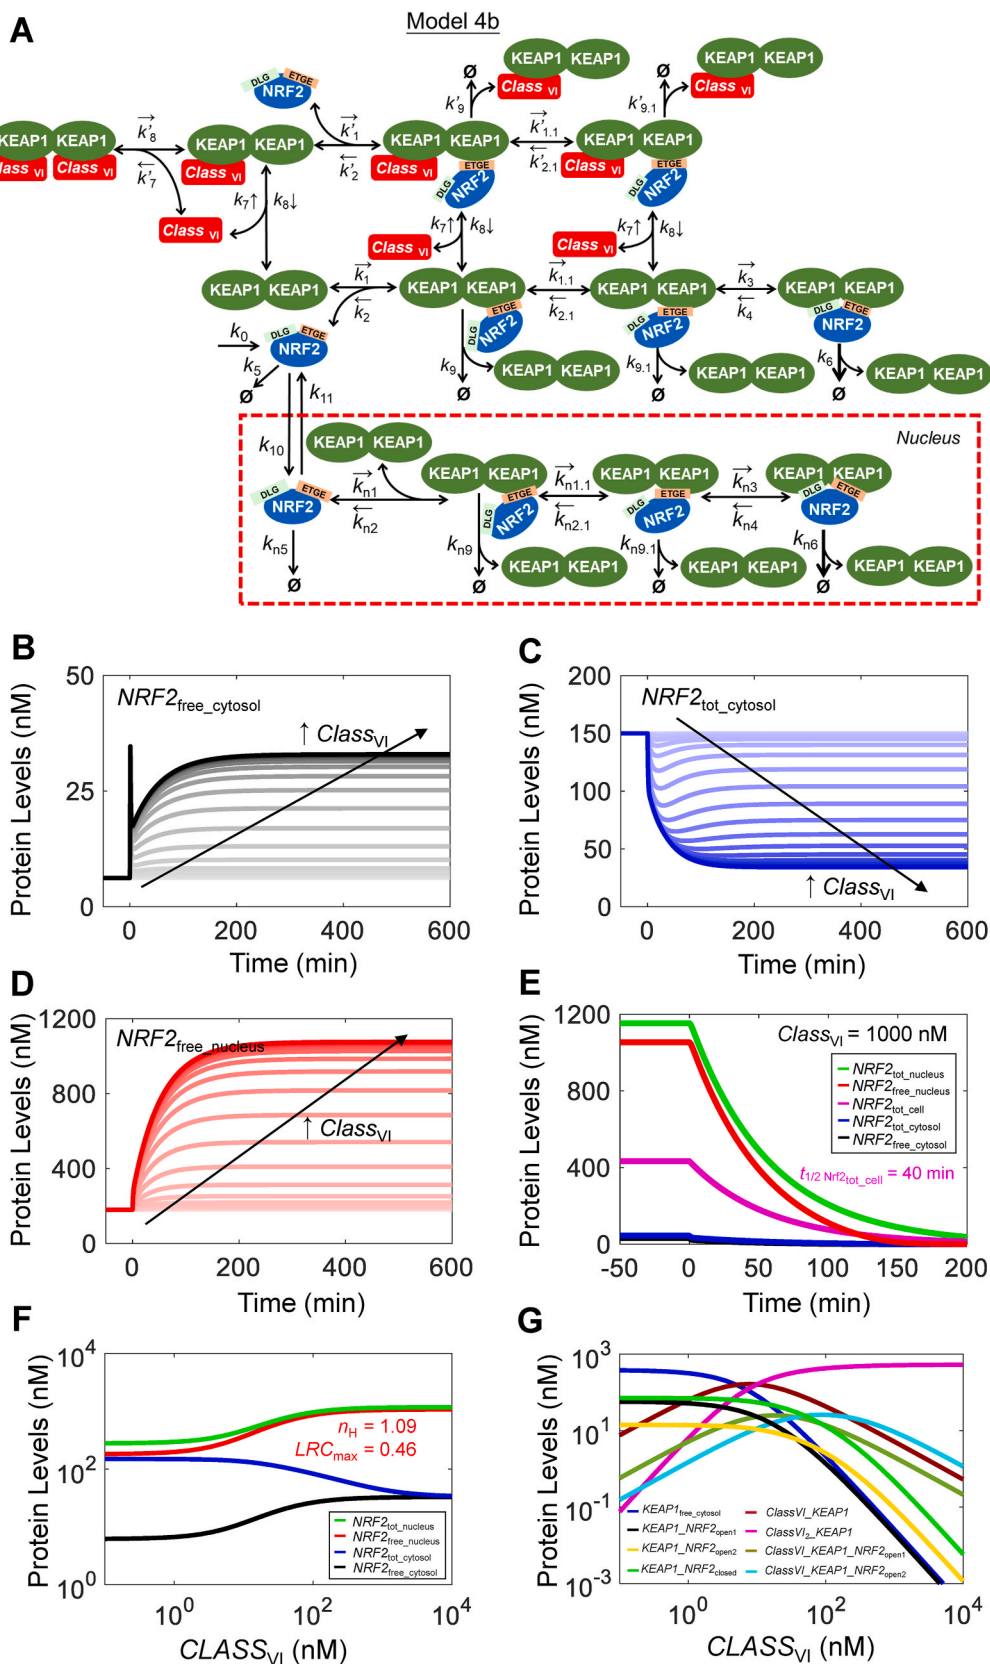 A
Model 4b
KEAP1 KEAP1
Class VI
Ø
k'9
KEAP1 KEAP1
Class VI
Ø
k'9.1
DLG
ETGE
NRF2
KEAP1 KEAP1
Class VI
Class VI
k'8
k'7
KEAP1 KEAP1
Class VI
k'1
k'2
KEAP1 KEAP1
Class VI
ETGE
DLG
NRF2
k'1.1
k'2.1
KEAP1 KEAP1
Class VI
ETGE
DLG
NRF2
Class VI
k7↑
k8↓
Class VI
k7↑
k8↓
Class VI
k7↑
k8↓
KEAP1 KEAP1
k1
k2
KEAP1 KEAP1
ETGE
DLG
NRF2
k1.1
k2.1
KEAP1 KEAP1
ETGE
DLG
NRF2
k3
k4
KEAP1 KEAP1
DLG
ETGE
NRF2
k0
DLG
ETGE
NRF2
k5
Ø
k9
Ø
KEAP1 KEAP1
k9.1
Ø
KEAP1 KEAP1
k6
Ø
KEAP1 KEAP1
k10
k11
Nucleus
KEAP1 KEAP1
DLG
ETGE
NRF2
kn1
kn2
KEAP1 KEAP1
ETGE
DLG
NRF2
kn1.1
kn2.1
KEAP1 KEAP1
ETGE
DLG
NRF2
kn3
kn4
KEAP1 KEAP1
DLG
ETGE
NRF2
kn5
Ø
kn9
Ø
KEAP1 KEAP1
kn9.1
Ø
KEAP1 KEAP1
kn6
Ø
KEAP1 KEAP1
B
Protein Levels (nM)
50
25
0
NRF2free_cytosol
↑ ClassVI
0 200 400 600
Time (min)
C
Protein Levels (nM)
200
150
100
50
0
NRF2tot_cytosol
↑ ClassVI
0 200 400 600
Time (min)
D
Protein Levels (nM)
1200
800
400
0
NRF2free_nucleus
↑ ClassVI
0 200 400 600
Time (min)
E
Protein Levels (nM)
1200
800
400
0
ClassVI = 1000 nM
NRF2tot_nucleus
NRF2free_nucleus
NRF2tot_cell
NRF2tot_cytosol
NRF2free_cytosol
t1/2 Nrf2tot_cell = 40 min
-50 0 50 100 150 200
Time (min)
F
Protein Levels (nM)
10^4
10^2
10^0
nH = 1.09
LRCmax = 0.46
NRF2tot_nucleus
NRF2free_nucleus
NRF2tot_cytosol
NRF2free_cytosol
10^0 10^2 10^4
CLASSVI (nM)
G
Protein Levels (nM)
10^3
10^1
10^-1
10^-3
KEAP1free_cytosol
KEAP1_NRF2open1
KEAP1_NRF2open2
KEAP1_NRF2closed
ClassVI_KEAP1
ClassVI2_KEAP1
ClassVI_KEAP1_NRF2open1
ClassVI_KEAP1_NRF2open2
10^0 10^2 10^4
CLASSVI (nM)